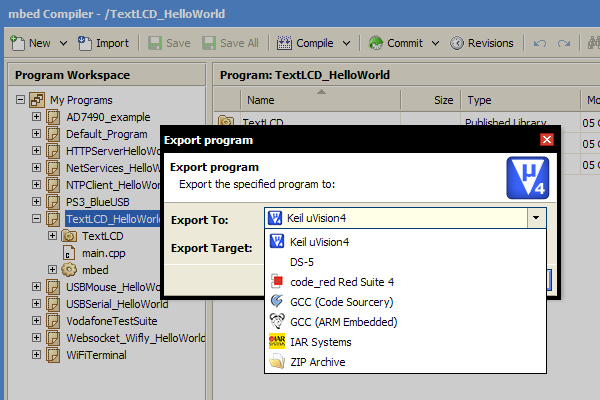 mbed Compiler - /TextLCD_HelloWorld
New Import Save Save All Compile Commit Revisions
Program Workspace
My Programs
AD7490_example
Default_Program
HTTPServerHelloWo
NetServices_HelloWo
NTPClient_HelloWor
PS3_BlueUSB
TextLCD_HelloWorld
TextLCD
main.cpp
mbed
USBMouse_HelloWo
USBSerial_HelloWorl
VodafoneTestSuite
Websocket_Wifly_HelloWorld
WiFiTerminal
Program: TextLCD_HelloWorld
Name Size Type Mo
TextLCD Published Library 05 O
05 O
05 O
Export program
Export program
Export the specified program to:
µ
4
Export To: Keil uVision4
Export Target:
Keil uVision4
DS-5
code_red Red Suite 4
GCC (Code Sourcery)
GCC (ARM Embedded)
IAR Systems
ZIP Archive